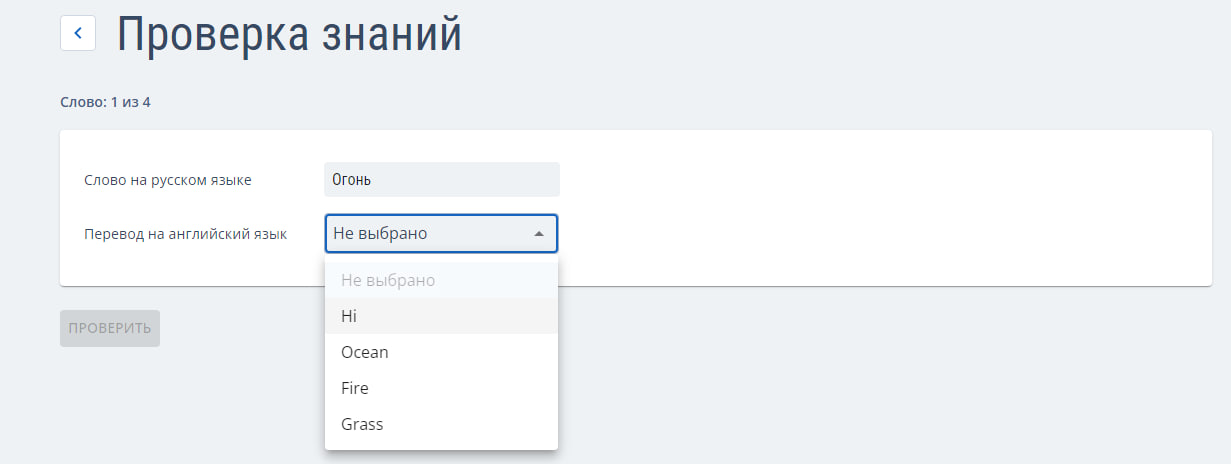 Проверка знаний
Слово: 1 из 4
Слово на русском языке
Огонь
Перевод на английский язык
Не выбрано
Не выбрано
Hi
Ocean
Fire
Grass
ПРОВЕРИТЬ